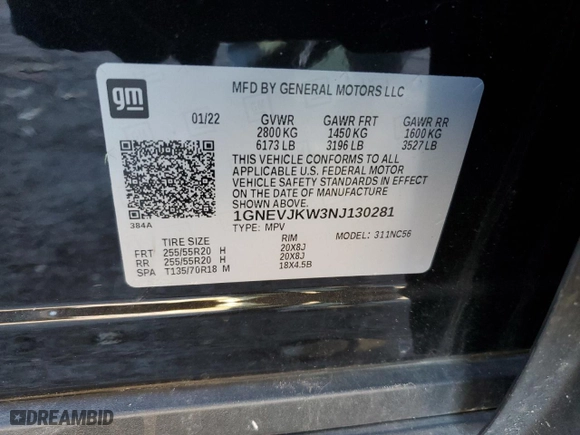 gm
MFD BY GENERAL MOTORS LLC
01/22 GVWR GAWR FRT GAWR RR
2800 KG 1450 KG 1600 KG
6173 LB 3196 LB 3527 LB
THIS VEHICLE CONFORMS TO ALL
APPLICABLE U.S. FEDERAL MOTOR
VEHICLE SAFETY STANDARDS IN EFFECT
ON THE DATE OF MANUFACTURE
SHOWN ABOVE.
384A
1GNEVJKW3NJ130281
TYPE: MPV MODEL: 311NC56
TIRE SIZE RIM
FRT 255/55R20 H 20X8J
RR 255/55R20 H 20X8J
SPA T135/70R18 M 18X4.5B
DREAMBID